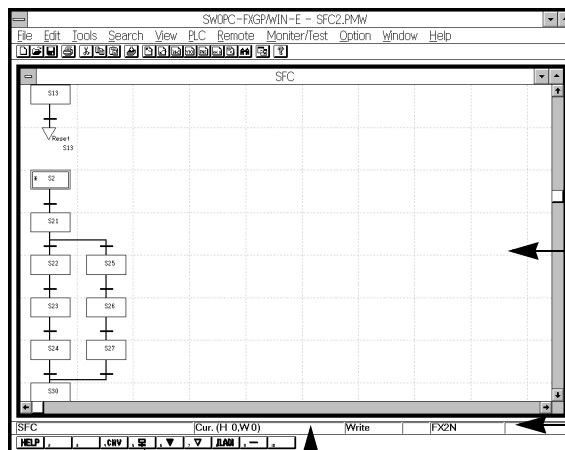 SW0PC-FXGP/WIN-E - SFC2.PMW
File Edit Tools Search View PLC Remote Moniter/Test Option Window Help
SFC
S13
Reset
S13
* S2
S21
S22 S25
S23 S26
S24 S27
S30
SFC Cur. (H 0,W 0) Write FX2N
HELP